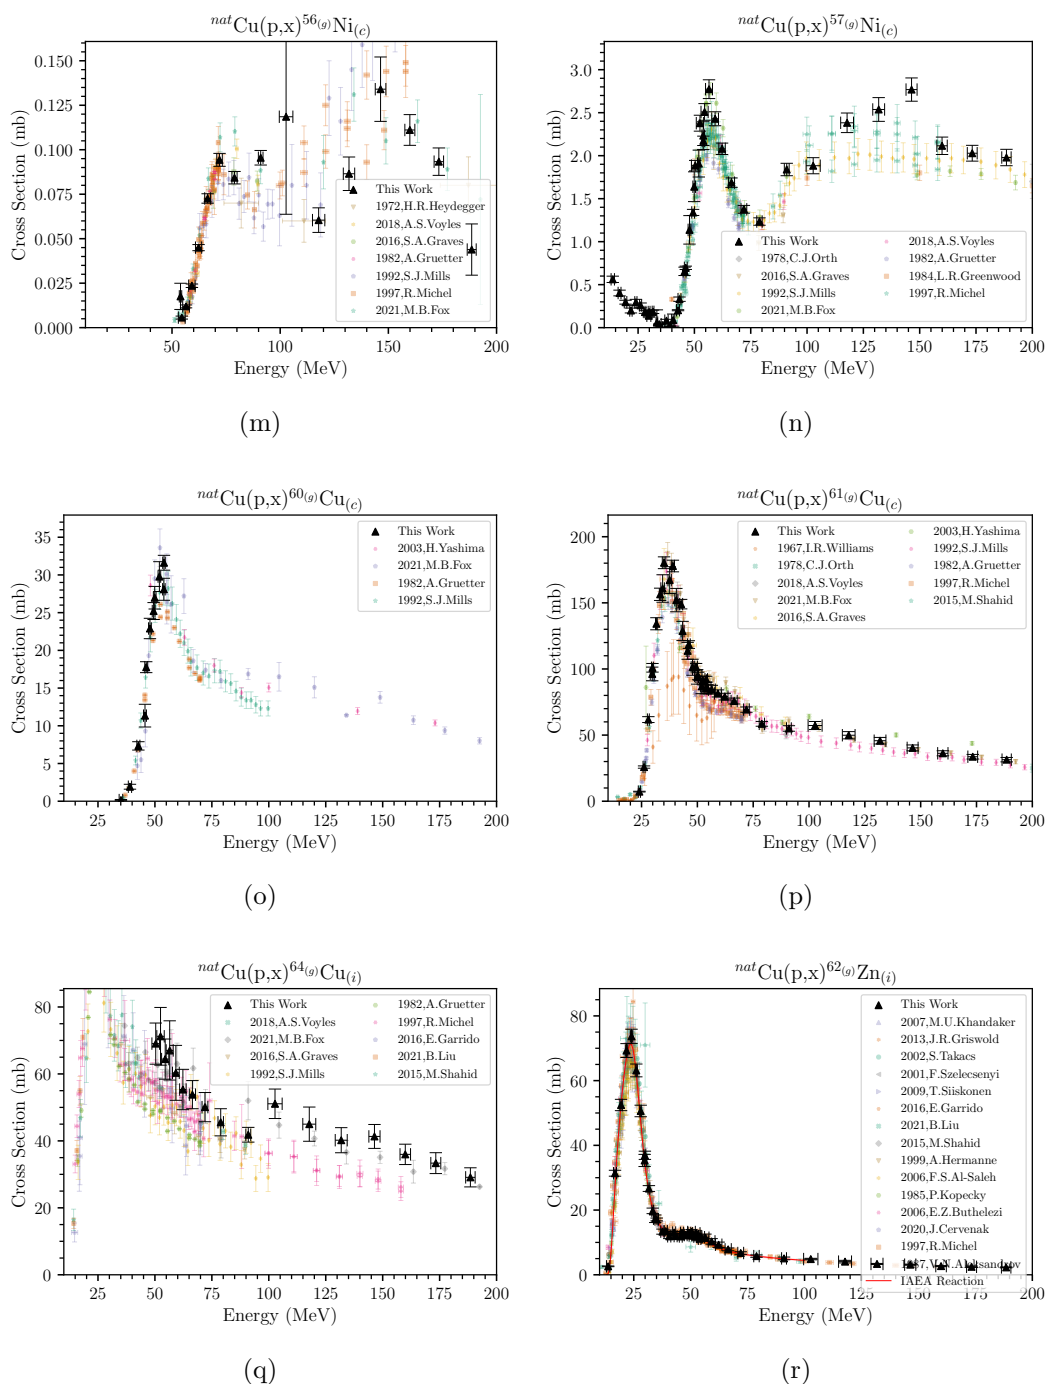 natCu(p,x)56(g)Ni(c)
0.150
0.125
0.100
0.075
0.050
0.025
0.000
Cross Section (mb)
This Work
1972,H.R.Heydegger
2018,A.S.Voyles
2016,S.A.Graves
1982,A.Gruetter
1992,S.J.Mills
1997,R.Michel
2021,M.B.Fox
50 100 150 200
Energy (MeV)
(m)
natCu(p,x)57(g)Ni(c)
3.0
2.5
2.0
1.5
1.0
0.5
0.0
Cross Section (mb)
This Work
1978,C.J.Orth
2016,S.A.Graves
1992,S.J.Mills
2021,M.B.Fox
2018,A.S.Voyles
1982,A.Gruetter
1984,L.R.Greenwood
1997,R.Michel
25 50 75 100 125 150 175 200
Energy (MeV)
(n)
natCu(p,x)60(g)Cu(c)
35
30
25
20
15
10
5
0
Cross Section (mb)
This Work
2003,H.Yashima
2021,M.B.Fox
1982,A.Gruetter
1992,S.J.Mills
25 50 75 100 125 150 175 200
Energy (MeV)
(o)
natCu(p,x)61(g)Cu(c)
200
150
100
50
0
Cross Section (mb)
This Work
1967,I.R.Williams
1978,C.J.Orth
2018,A.S.Voyles
2021,M.B.Fox
2016,S.A.Graves
2003,H.Yashima
1992,S.J.Mills
1982,A.Gruetter
1997,R.Michel
2015,M.Shahid
25 50 75 100 125 150 175 200
Energy (MeV)
(p)
natCu(p,x)64(g)Cu(i)
80
60
40
20
0
Cross Section (mb)
This Work
2018,A.S.Voyles
2021,M.B.Fox
2016,S.A.Graves
1992,S.J.Mills
1982,A.Gruetter
1997,R.Michel
2016,E.Garrido
2021,B.Liu
2015,M.Shahid
25 50 75 100 125 150 175 200
Energy (MeV)
(q)
natCu(p,x)62(g)Zn(i)
80
60
40
20
0
Cross Section (mb)
This Work
2007,M.U.Khandaker
2013,J.R.Griswold
2002,S.Takacs
2001,F.Szelecsenyi
2009,T.Siiskonen
2016,E.Garrido
2021,B.Liu
2015,M.Shahid
1999,A.Hermanne
2006,F.S.Al-Saleh
1985,P.Kopecky
2006,E.Z.Buthelezi
2020,J.Cervenak
1997,R.Michel
IAEA Reaction
25 50 75 100 125 150 175 200
Energy (MeV)
(r)